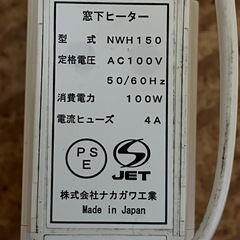 窓下ヒーター
型 式 NWH150
定格電圧 AC100V
50/60Hz
消費電力 100W
電流ヒューズ 4A
PS
E
JET
株式会社ナカガワ工業
Made in Japan